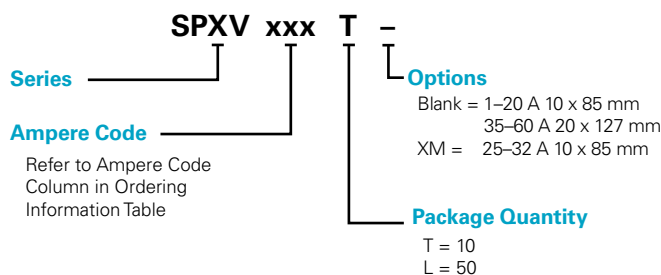 SPXV xxx T –
Series
Ampere Code
Refer to Ampere Code
Column in Ordering
Information Table
Options
Blank = 1–20 A 10 x 85 mm
35–60 A 20 x 127 mm
XM = 25–32 A 10 x 85 mm
Package Quantity
T = 10
L = 50